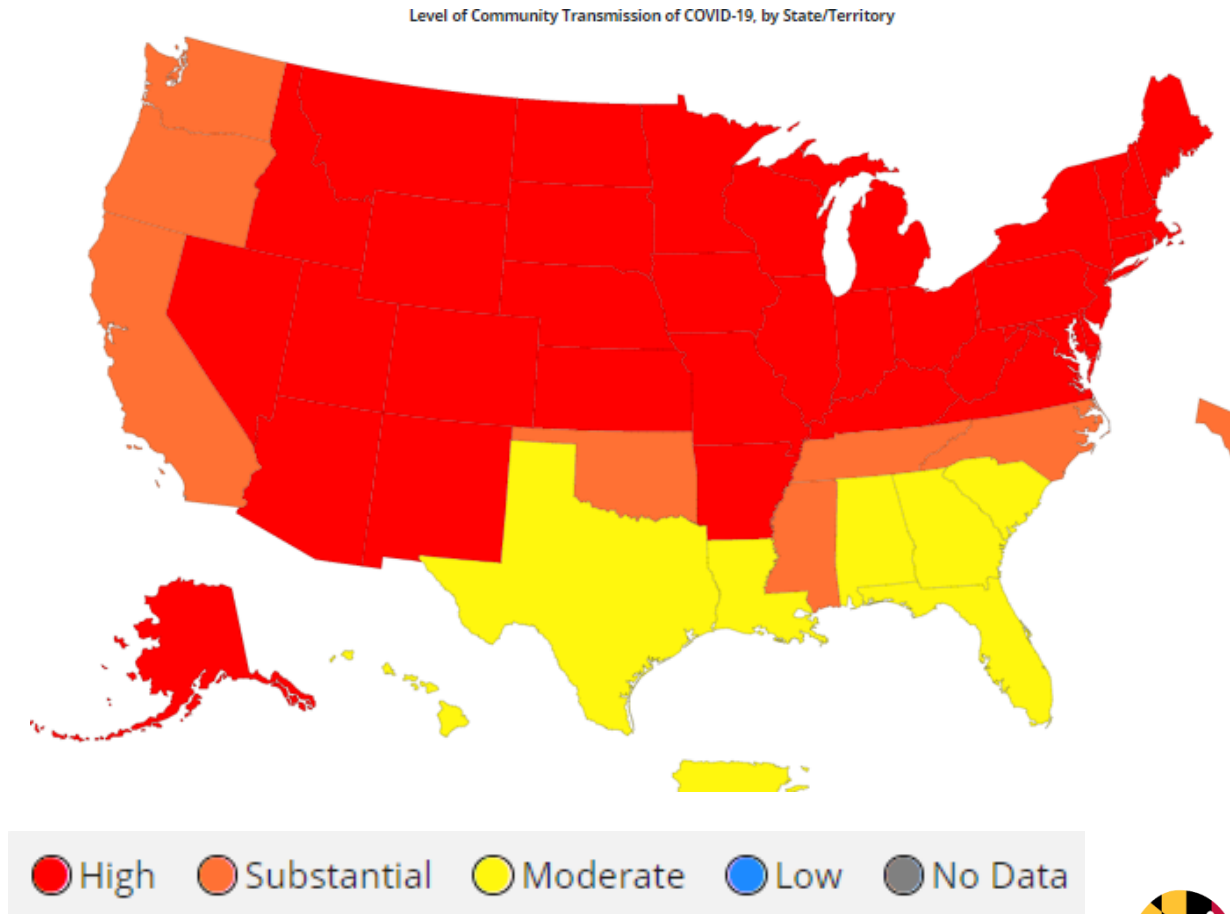 Level of Community Transmission of COVID-19, by State/Territory
High Substantial Moderate Low No Data